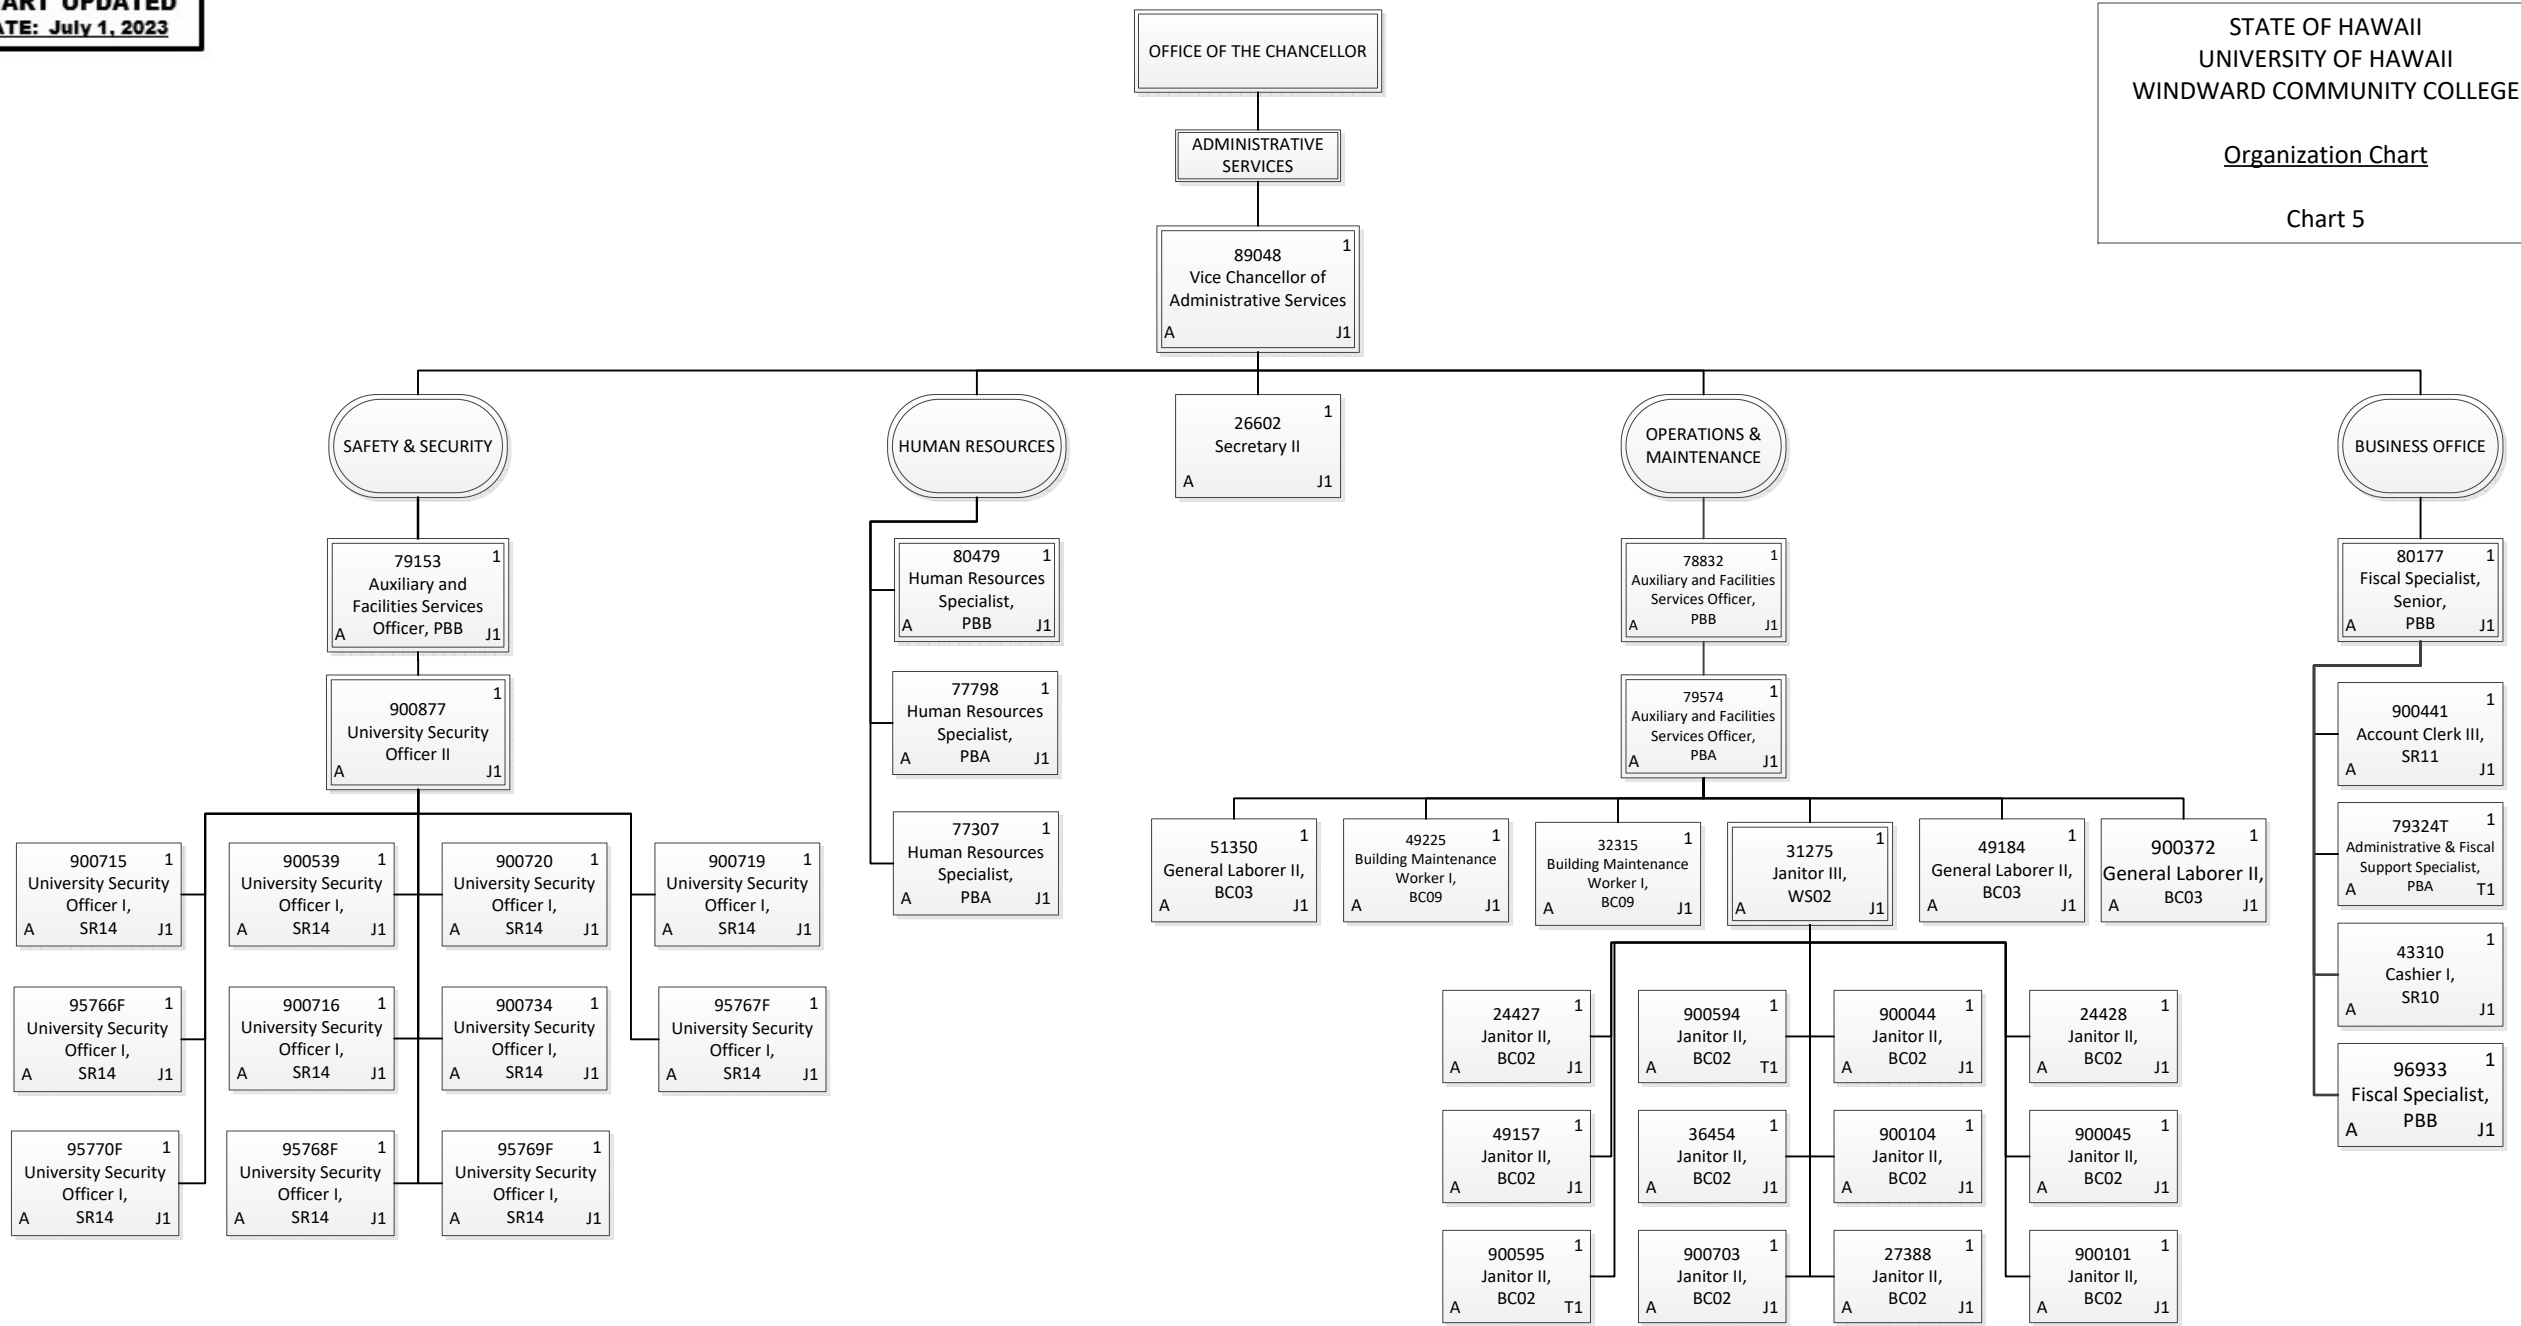 UPDATED
July 1, 2023
STATE OF HAWAII
UNIVERSITY OF HAWAII
WINDWARD COMMUNITY COLLEGE
Organization Chart
Chart 5
OFFICE OF THE CHANCELLOR
ADMINISTRATIVE
SERVICES
1
89048
Vice Chancellor of
Administrative Services
A J1
SAFETY & SECURITY
HUMAN RESOURCES
26602 1
Secretary II
A J1
OPERATIONS &
MAINTENANCE
BUSINESS OFFICE
79153 1
Auxiliary and
Facilities Services
Officer, PBB
A J1
1
900877
University Security
Officer II
A J1
900715 1
University Security
Officer I,
A SR14 J1
900539 1
University Security
Officer I,
A SR14 J1
900720 1
University Security
Officer I,
A SR14 J1
900719 1
University Security
Officer I,
A SR14 J1
95766F 1
University Security
Officer I,
A SR14 J1
900716 1
University Security
Officer I,
A SR14 J1
900734 1
University Security
Officer I,
A SR14 J1
95767F 1
University Security
Officer I,
A SR14 J1
95770F 1
University Security
Officer I,
A SR14 J1
95768F 1
University Security
Officer I,
A SR14 J1
95769F 1
University Security
Officer I,
A SR14 J1
80479 1
Human Resources
Specialist,
A PBB J1
77798 1
Human Resources
Specialist,
A PBA J1
77307 1
Human Resources
Specialist,
A PBA J1
78832 1
Auxiliary and Facilities
Services Officer,
PBB
A J1
79574 1
Auxiliary and Facilities
Services Officer,
PBA
A J1
51350 1
General Laborer II,
BC03
A J1
49225 1
Building Maintenance
Worker I,
BC09
A J1
32315 1
Building Maintenance
Worker I,
BC09
A J1
31275 1
Janitor III,
WS02
A J1
49184 1
General Laborer II,
BC03
A J1
900372 1
General Laborer II,
BC03
A J1
24427 1
Janitor II,
BC02
A J1
900594 1
Janitor II,
BC02
A T1
900044 1
Janitor II,
BC02
A J1
24428 1
Janitor II,
BC02
A J1
49157 1
Janitor II,
BC02
A J1
36454 1
Janitor II,
BC02
A J1
900104 1
Janitor II,
BC02
A J1
900045 1
Janitor II,
BC02
A J1
900595 1
Janitor II,
BC02
A T1
900703 1
Janitor II,
BC02
A J1
27388 1
Janitor II,
BC02
A J1
900101 1
Janitor II,
BC02
A J1
80177 1
Fiscal Specialist,
Senior,
PBB
A J1
900441 1
Account Clerk III,
SR11
A J1
79324T 1
Administrative & Fiscal
Support Specialist,
PBA
A T1
43310 1
Cashier I,
SR10
A J1
96933 1
Fiscal Specialist,
PBB
A J1